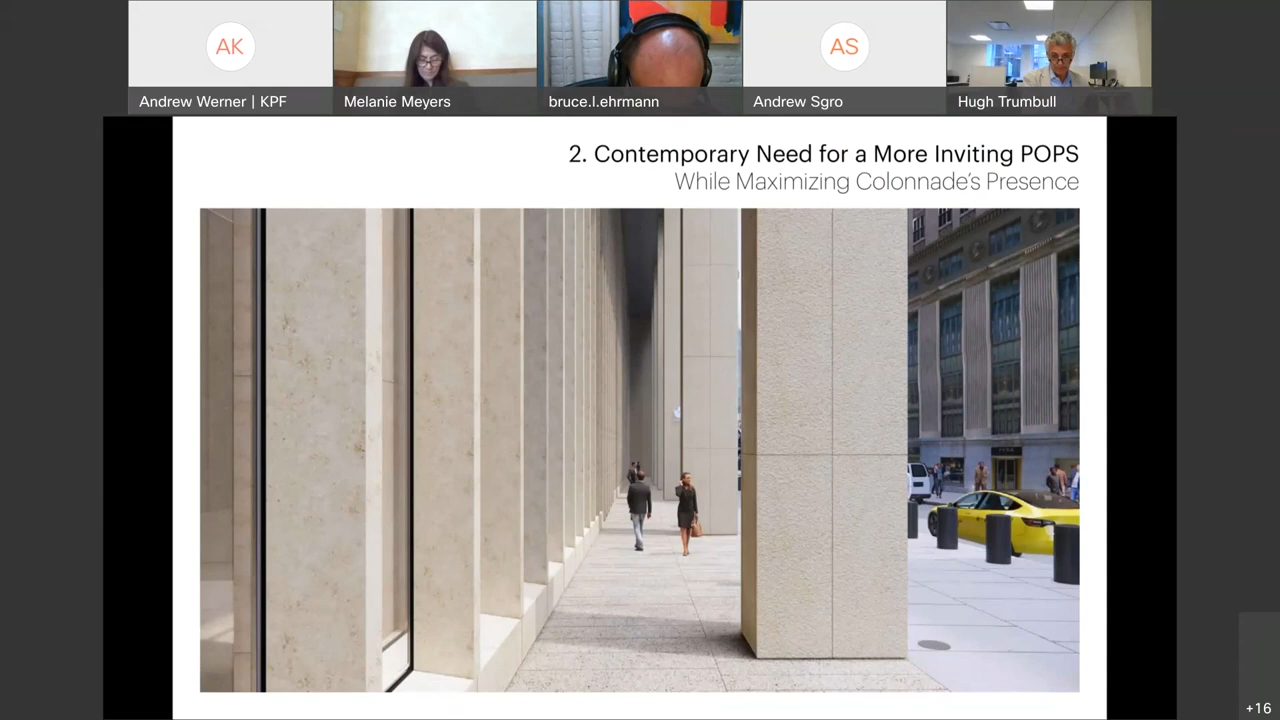 AK
AS
Andrew Werner | KPF
Melanie Meyers
bruce.l.ehrmann
Andrew Sgro
Hugh Trumbull
2. Contemporary Need for a More Inviting POPS
While Maximizing Colonnade's Presence
+16